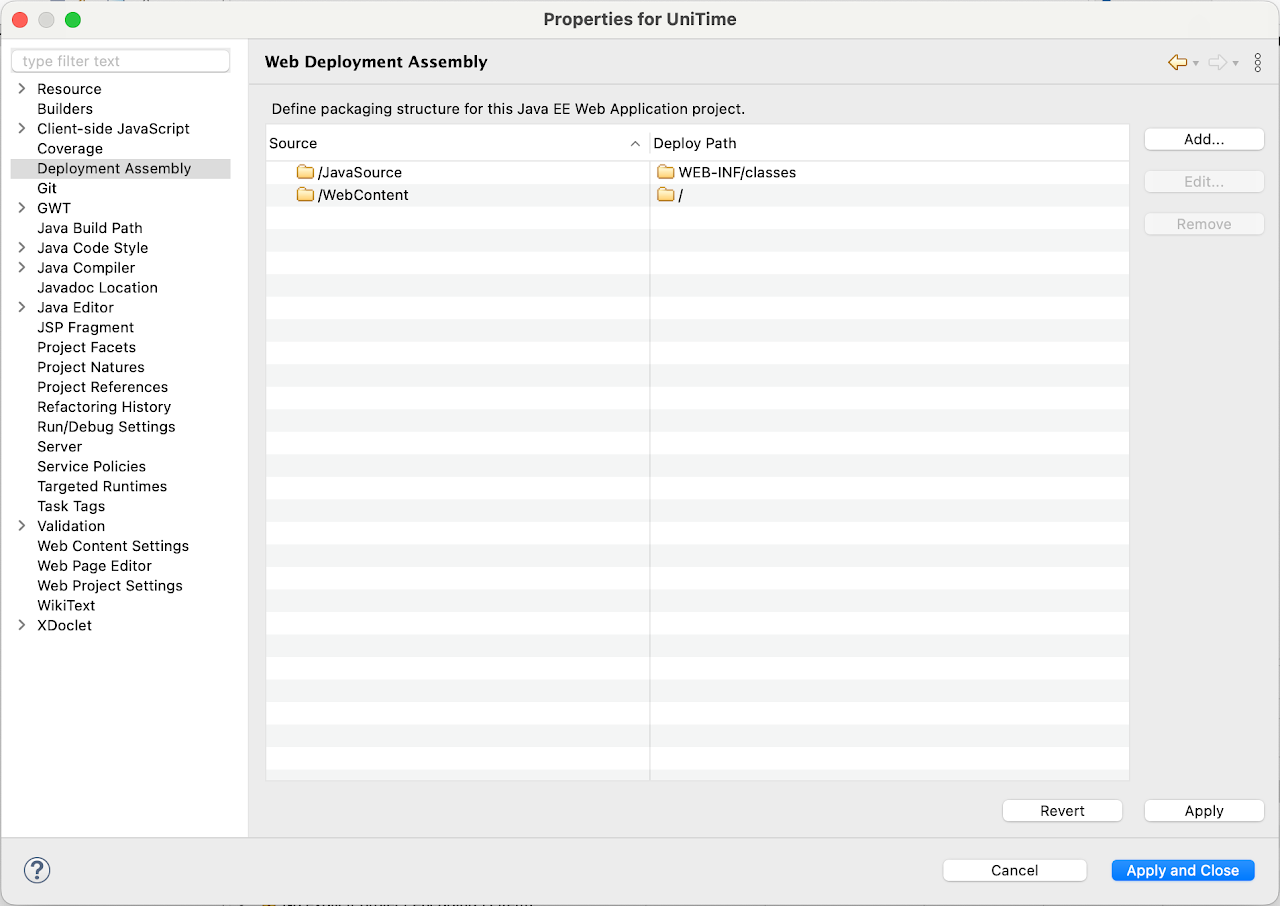 Properties for UniTime
type filter text
Resource
Builders
Client-side JavaScript
Coverage
Deployment Assembly
Git
GWT
Java Build Path
Java Code Style
Java Compiler
Javadoc Location
Java Editor
JSP Fragment
Project Facets
Project Natures
Project References
Refactoring History
Run/Debug Settings
Server
Service Policies
Targeted Runtimes
Task Tags
Validation
Web Content Settings
Web Page Editor
Web Project Settings
WikiText
XDoclet
Web Deployment Assembly
Define packaging structure for this Java EE Web Application project.
Source Deploy Path
/JavaSource WEB-INF/classes
/WebContent /
Add...
Edit...
Remove
Revert Apply
? Cancel Apply and Close